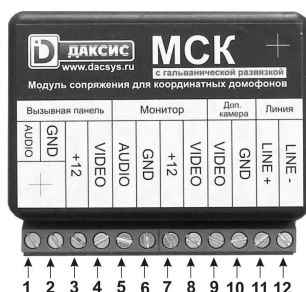 ДАКСИС
www.dacsys.ru
МСК
с гальванической развязкой
Модуль сопряжения для координатных домофонов
Вызывная панель Монитор Доп. камера Линия
AUDIO GND +12 VIDEO AUDIO GND +12 VIDEO VIDEO GND LINE + LINE -
1 2 3 4 5 6 7 8 9 10 11 12